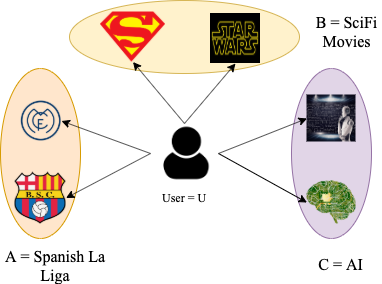 STAR
WARS
B = SciFi
Movies
B. S. C.
User = U
A = Spanish La
Liga
C = AI